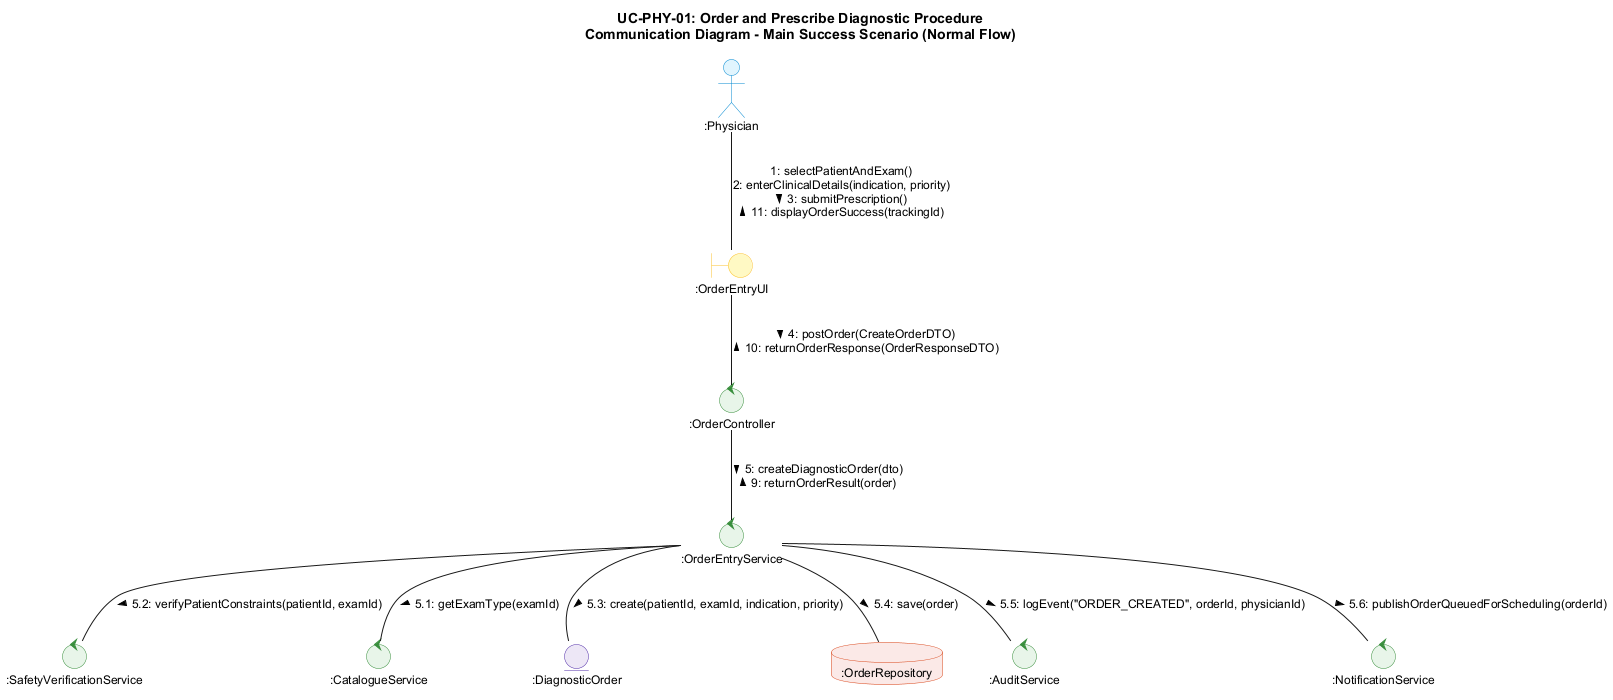 UC-PHY-01: Order and Prescribe Diagnostic Procedure
Communication Diagram - Main Success Scenario (Normal Flow)
:Physician
1: selectPatientAndExam()
2: enterClinicalDetails(indication, priority)
3: submitPrescription()
11: displayOrderSuccess(trackingId)
:OrderEntryUI
4: postOrder(CreateOrderDTO)
10: returnOrderResponse(OrderResponseDTO)
:OrderController
5: createDiagnosticOrder(dto)
9: returnOrderResult(order)
:OrderEntryService
5.2: verifyPatientConstraints(patientId, examId)
5.1: getExamType(examId)
5.3: create(patientId, examId, indication, priority)
5.4: save(order)
5.5: logEvent("ORDER_CREATED", orderId, physicianId)
5.6: publishOrderQueuedForScheduling(orderId)
:SafetyVerificationService
:CatalogueService
:DiagnosticOrder
:OrderRepository
:AuditService
:NotificationService